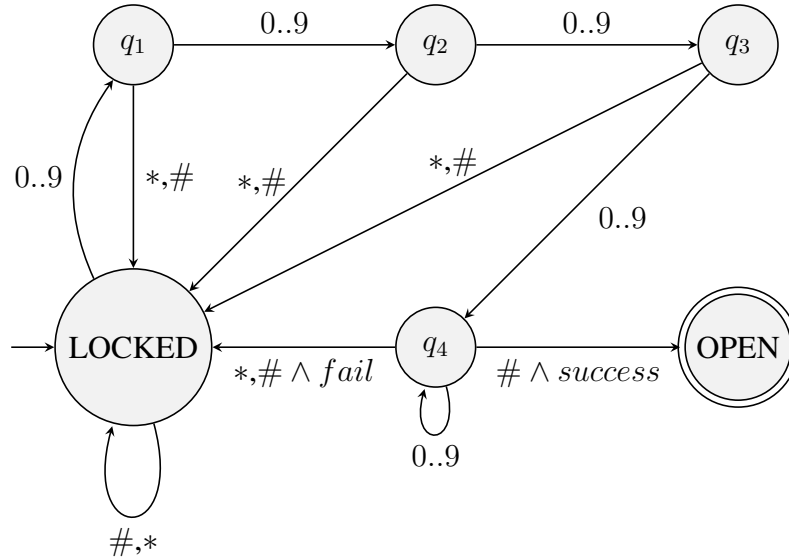 0..9
0..9
q1
q2
q3
0..9
*,#
*,#
*,#
0..9
LOCKED
q4
OPEN
*,# ∧ fail
# ∧ success
0..9
#,*